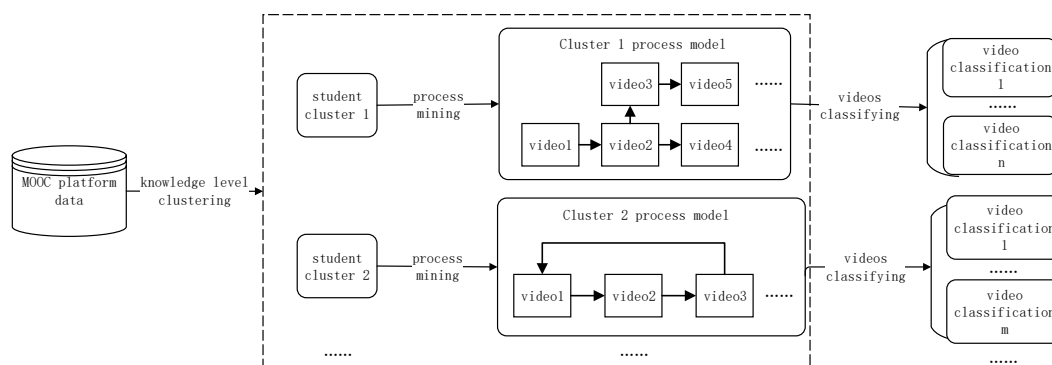 MOOC platform
data
knowledge level
clustering
student
cluster 1
process
mining
Cluster 1 process model
video3
video5
......
video1
video2
video4
......
videos
classifying
video
classification
1
......
video
classification
n
student
cluster 2
process
mining
Cluster 2 process model
video1
video2
video3
......
videos
classifying
video
classification
1
......
video
classification
m
......
......
......